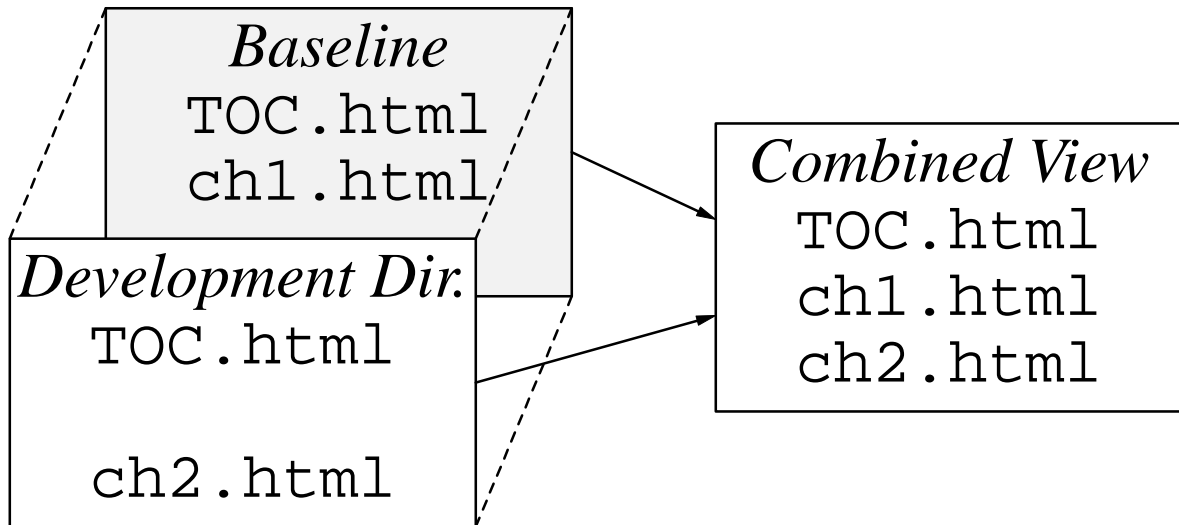 Baseline
TOC.html
ch1.html
Development Dir.
TOC.html
ch2.html
Combined View
TOC.html
ch1.html
ch2.html